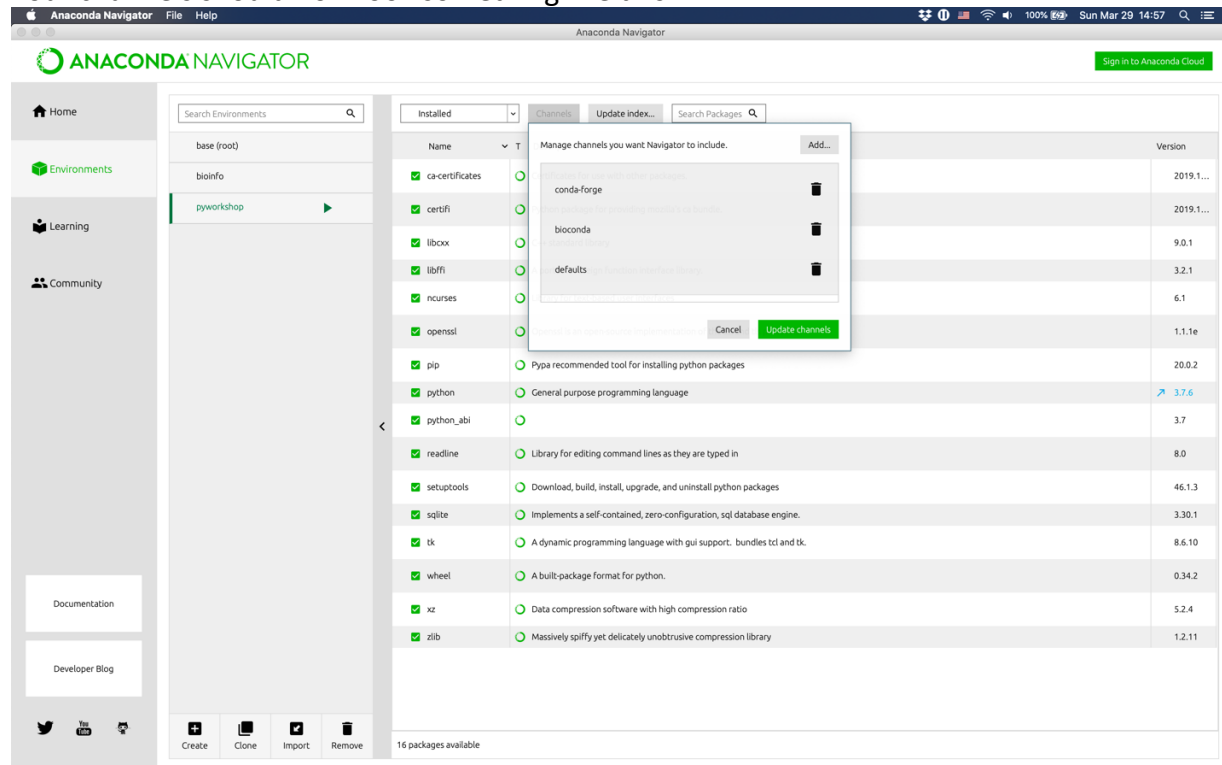 Anaconda Navigator File Help 100% Sun Mar 29 14:57
Anaconda Navigator
ANACONDA NAVIGATOR
Sign in to Anaconda Cloud
Home
Environments
Learning
Community
Documentation
Developer Blog
You
Tube
Search Environments
base (root)
bioinfo
pyworkshop
Create Clone Import Remove
Installed Channels Update index... Search Packages
Name T Version
Manage channels you want Navigator to include. Add...
conda-forge
bioconda
defaults
Cancel Update channels
ca-certificates 2019.1...
certifi 2019.1...
libcxx 9.0.1
libffi 3.2.1
ncurses 6.1
openssl 1.1.1e
pip Pypa recommended tool for installing python packages 20.0.2
python General purpose programming language 3.7.6
python_abi 3.7
readline Library for editing command lines as they are typed in 8.0
setuptools Download, build, install, upgrade, and uninstall python packages 46.1.3
sqlite Implements a self-contained, zero-configuration, sql database engine. 3.30.1
tk A dynamic programming language with gui support. bundles tcl and tk. 8.6.10
wheel A built-package format for python. 0.34.2
xz Data compression software with high compression ratio 5.2.4
zlib Massively spiffy yet delicately unobtrusive compression library 1.2.11
16 packages available